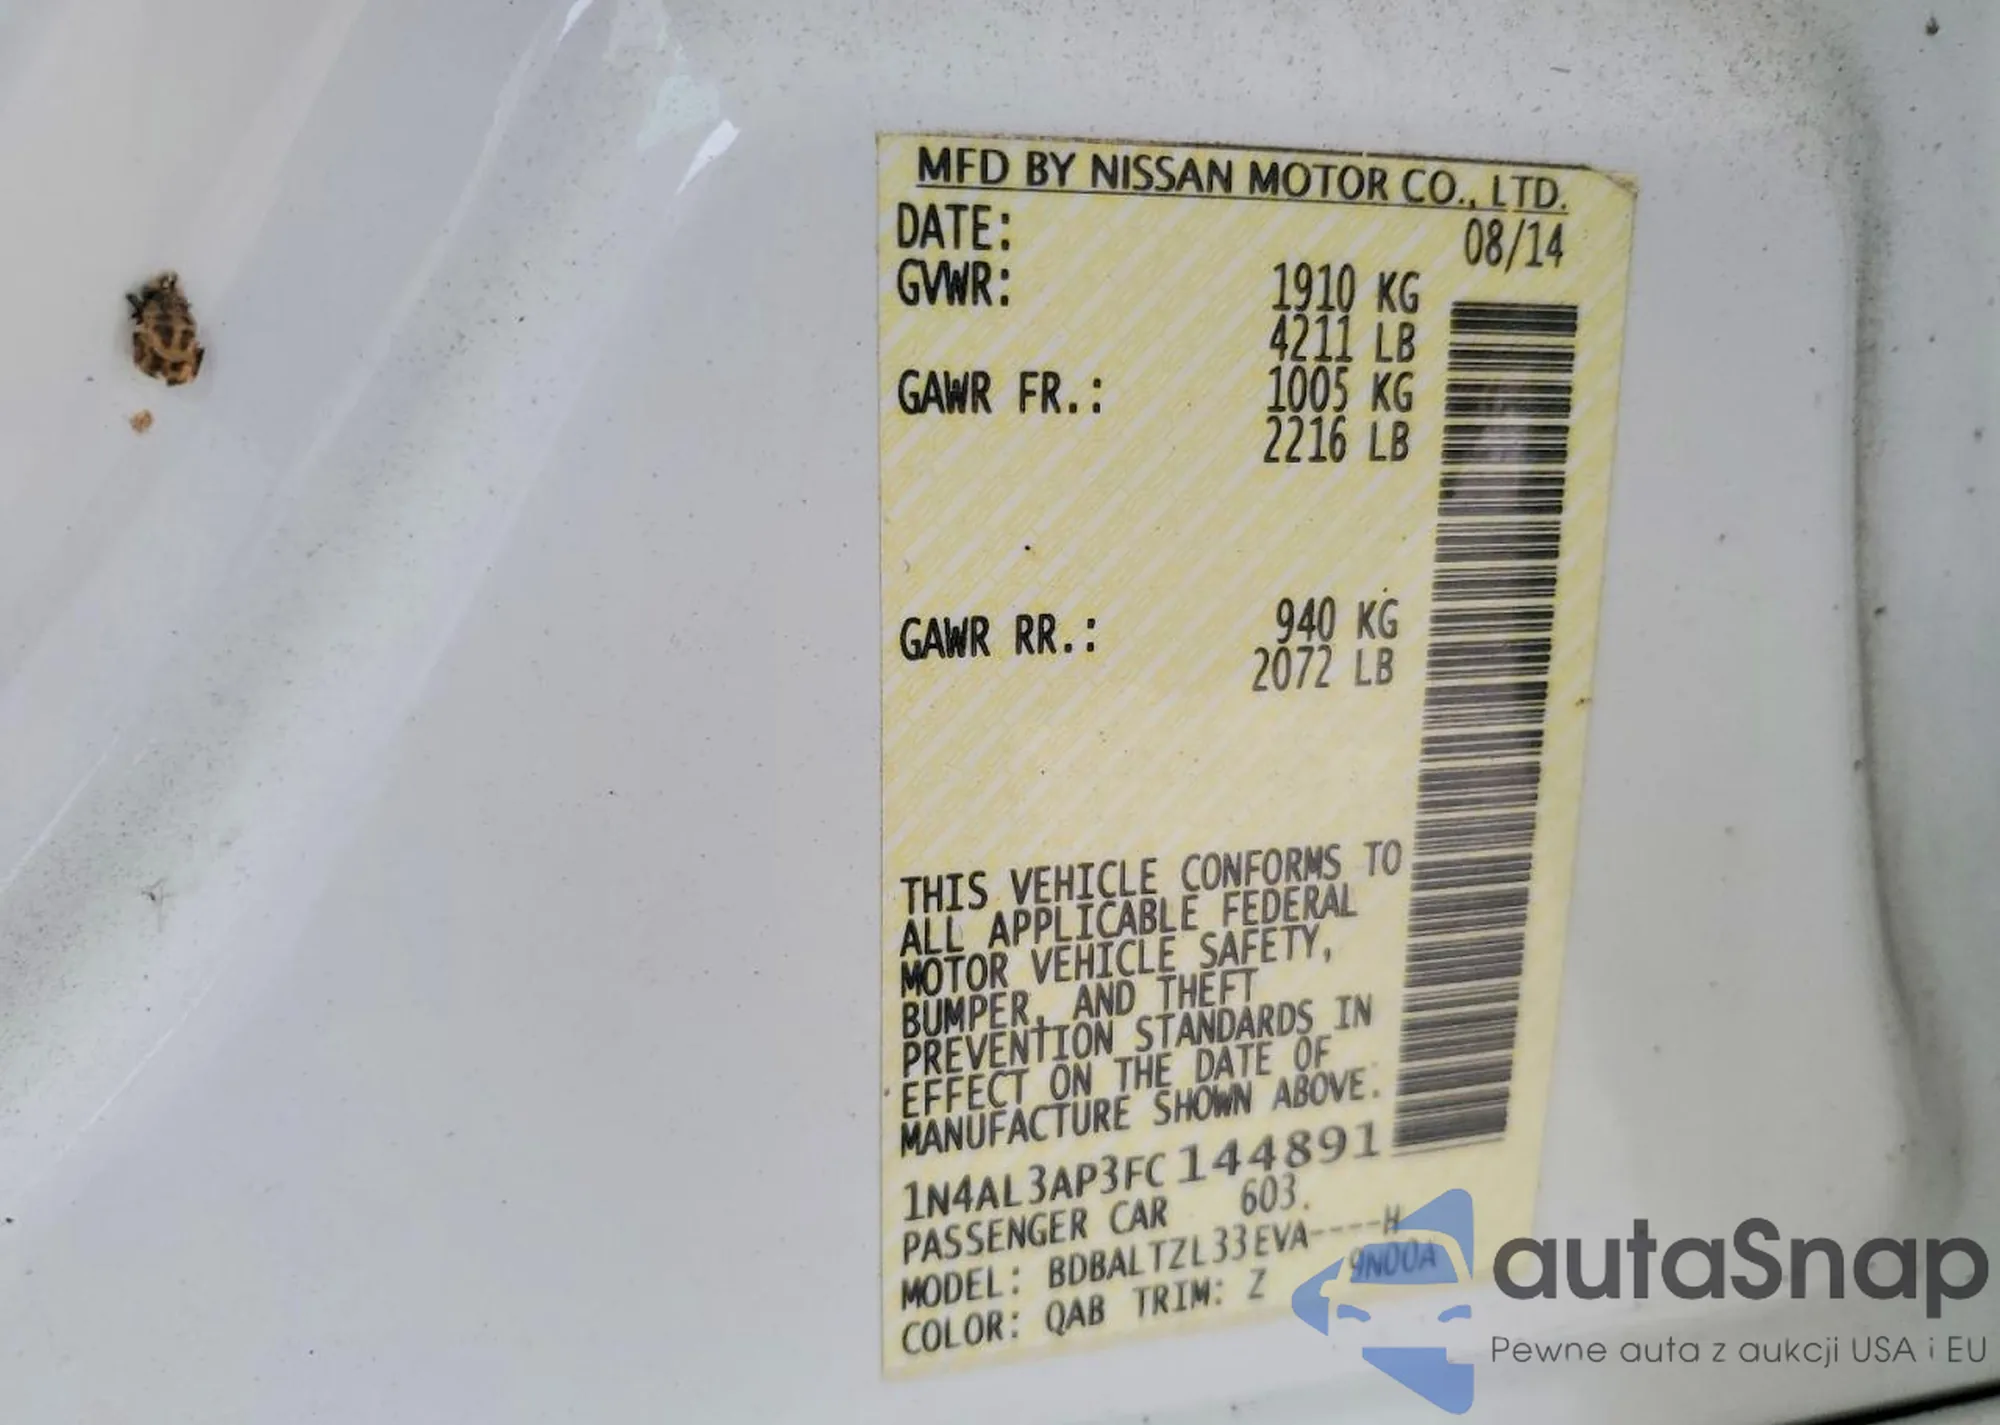 MFD BY NISSAN MOTOR CO., LTD.
DATE: 08/14
GVWR: 1910 KG
4211 LB
GAWR FR.: 1005 KG
2216 LB
GAWR RR.: 940 KG
2072 LB
THIS VEHICLE CONFORMS TO
ALL APPLICABLE FEDERAL
MOTOR VEHICLE SAFETY,
BUMPER, AND THEFT
PREVENTION STANDARDS IN
EFFECT ON THE DATE OF
MANUFACTURE SHOWN ABOVE.
1N4AL3AP3FC144891
PASSENGER CAR 603.
MODEL: BDBALTZL33EVA----H
COLOR: QAB TRIM: Z 9N00A
autaSnap
Pewne auta z aukcji USA i EU